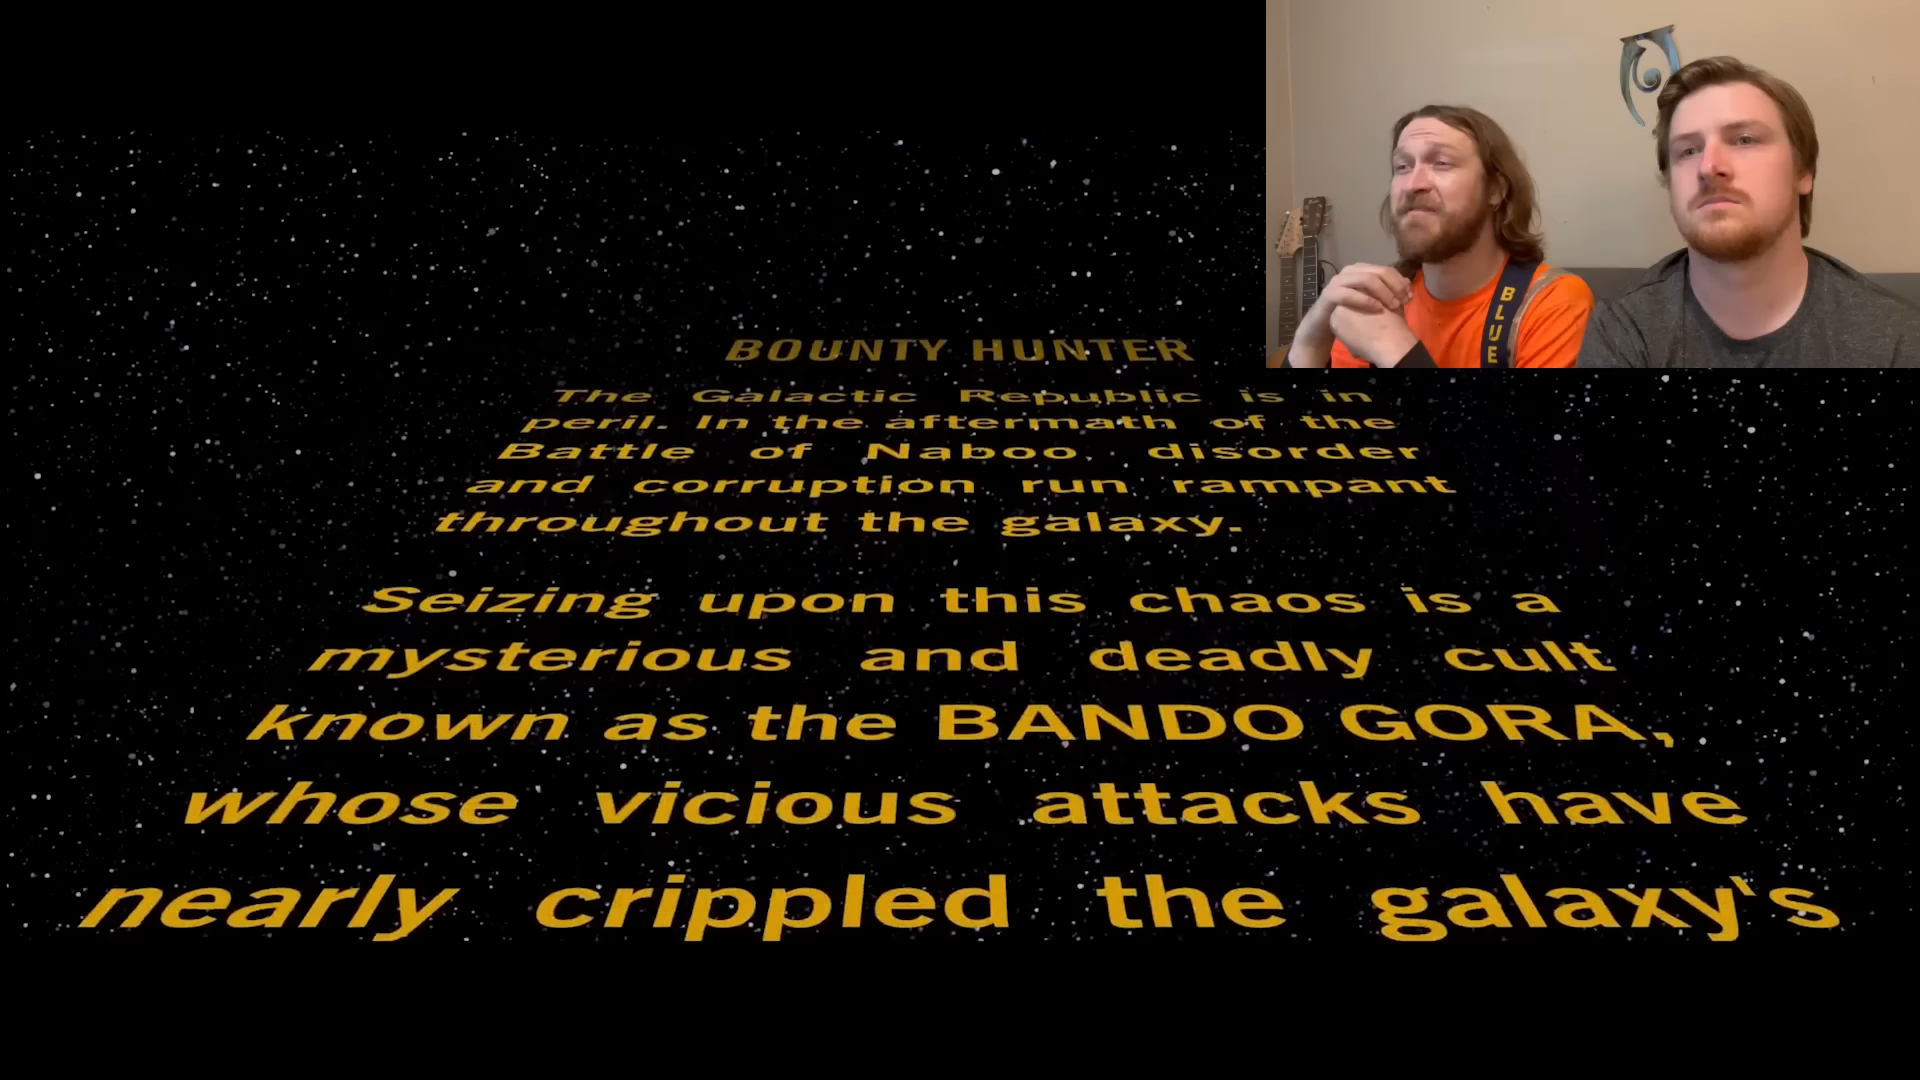 BOUNTY HUNTER
The Galactic Republic is in
peril. In the aftermath of the
Battle of Naboo, disorder
and corruption run rampant
throughout the galaxy.
Seizing upon this chaos is a
mysterious and deadly cult
known as the BANDO GORA,
whose vicious attacks have
nearly crippled the galaxy's
BLUE